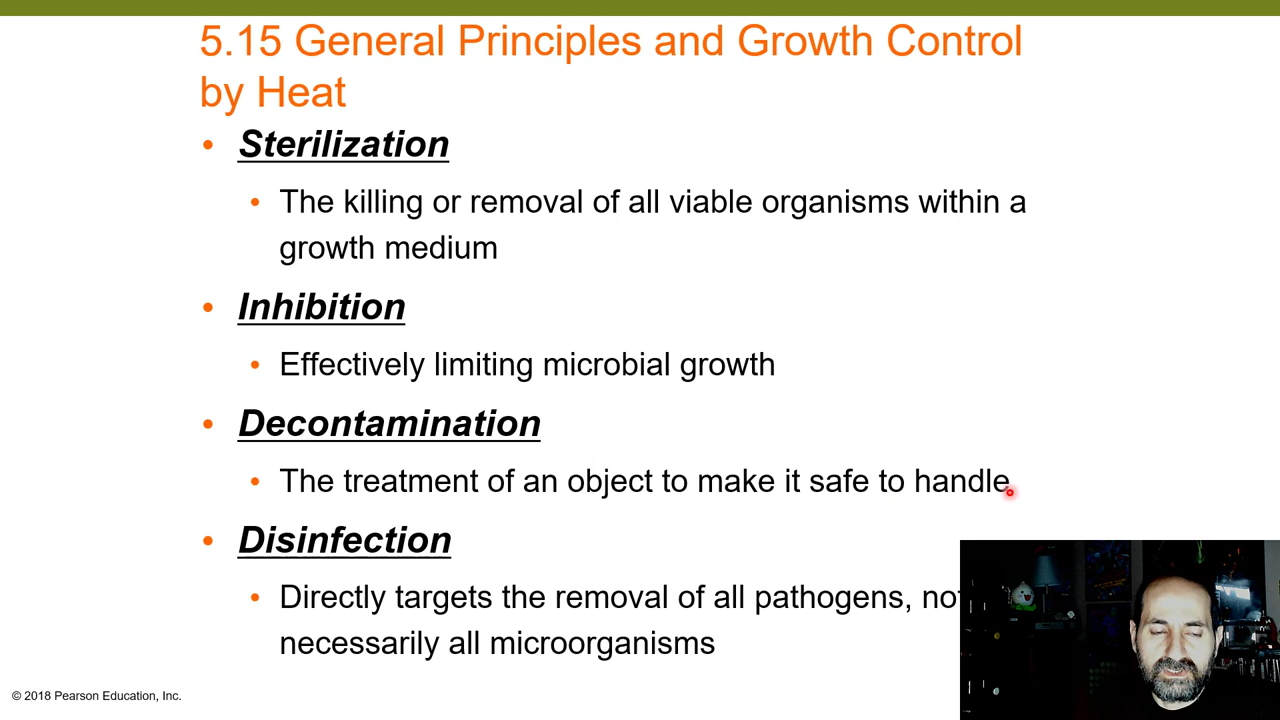 5.15 General Principles and Growth Control
by Heat
• Sterilization
• The killing or removal of all viable organisms within a
growth medium
• Inhibition
• Effectively limiting microbial growth
• Decontamination
• The treatment of an object to make it safe to handle
• Disinfection
• Directly targets the removal of all pathogens, not
necessarily all microorganisms
© 2018 Pearson Education, Inc.